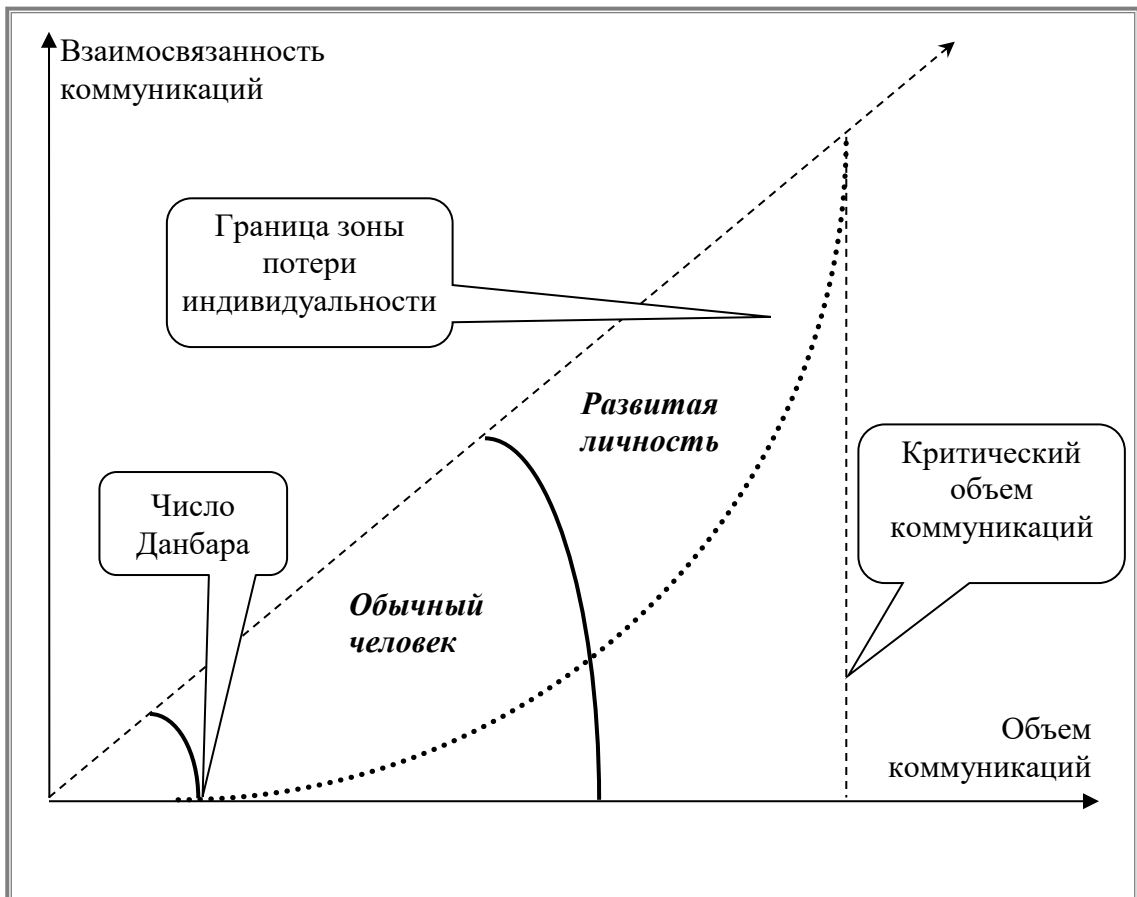 Взаимосвязанность
коммуникаций
Граница зоны
потери
индивидуальности
Развитая
личность
Критический
объем
коммуникаций
Число
Данбара
Обычный
человек
Объем
коммуникаций